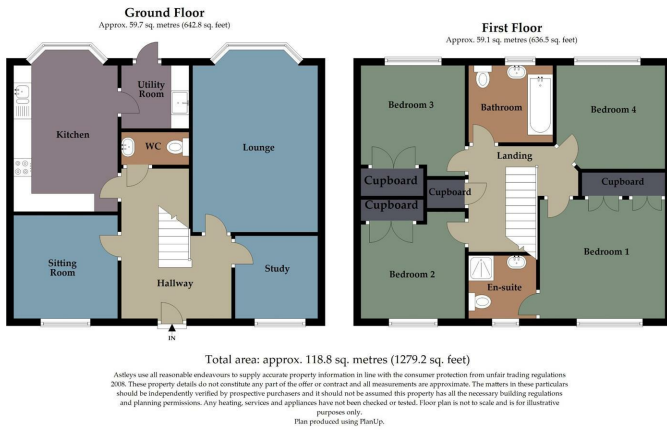 Ground Floor
Approx. 59.7 sq. metres (642.8 sq. feet)
Utility
Room
Kitchen
WC
Lounge
Sitting
Room
Hallway
Study
IN
First Floor
Approx. 59.1 sq. metres (636.5 sq. feet)
Bedroom 3
Bathroom
Bedroom 4
Landing
Cupboard
Cupboard
Cupboard
Cupboard
Bedroom 2
En-suite
Bedroom 1
Total area: approx. 118.8 sq. metres (1279.2 sq. feet)
Astleys use all reasonable endeavours to supply accurate property information in line with the consumer protection from unfair trading regulations
2008. These property details do not constitute any part of the offer or contract and all measurements are approximate. The matters in these particulars
should be independently verified by prospective purchasers and it should not be assumed this property has all the necessary building regulations
and planning permissions. Any heating, services and appliances have not been checked or tested. Floor plan is not to scale and is for illustrative
purposes only.
Plan produced using PlanUp.